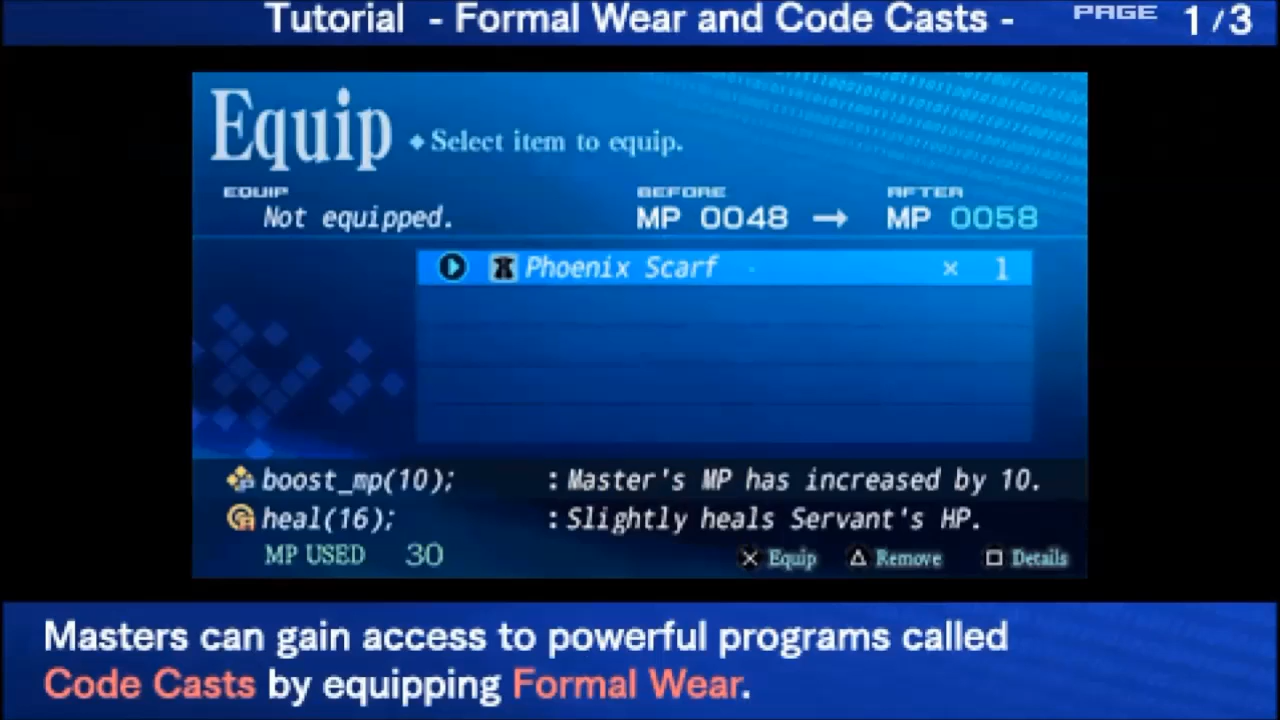 Tutorial - Formal Wear and Code Casts - PAGE 1/3
Equip ◆Select item to equip.
EQUIP BEFORE AFTER
Not equipped. MP 0048 → MP 0058
Phoenix Scarf × 1
boost_mp(10); :Master's MP has increased by 10.
heal(16); :Slightly heals Servant's HP.
MP USED 30 Equip Remove Details
Masters can gain access to powerful programs called
Code Casts by equipping Formal Wear.